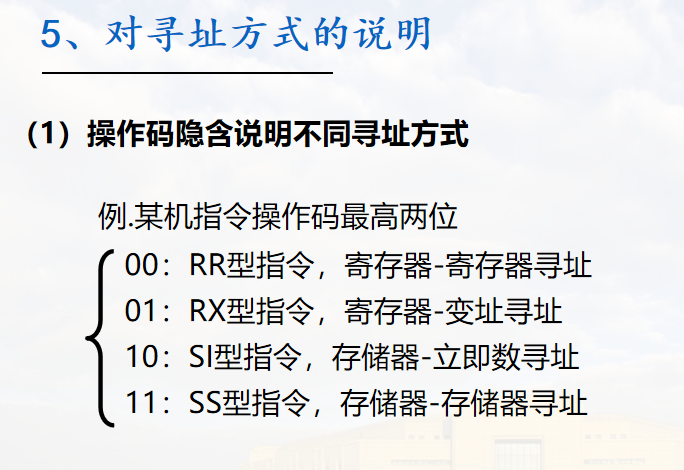 5、对寻址方式的说明
（1）操作码隐含说明不同寻址方式
例.某机指令操作码最高两位
00：RR型指令，寄存器-寄存器寻址
01：RX型指令，寄存器-变址寻址
10：SI型指令，存储器-立即数寻址
11：SS型指令，存储器-存储器寻址